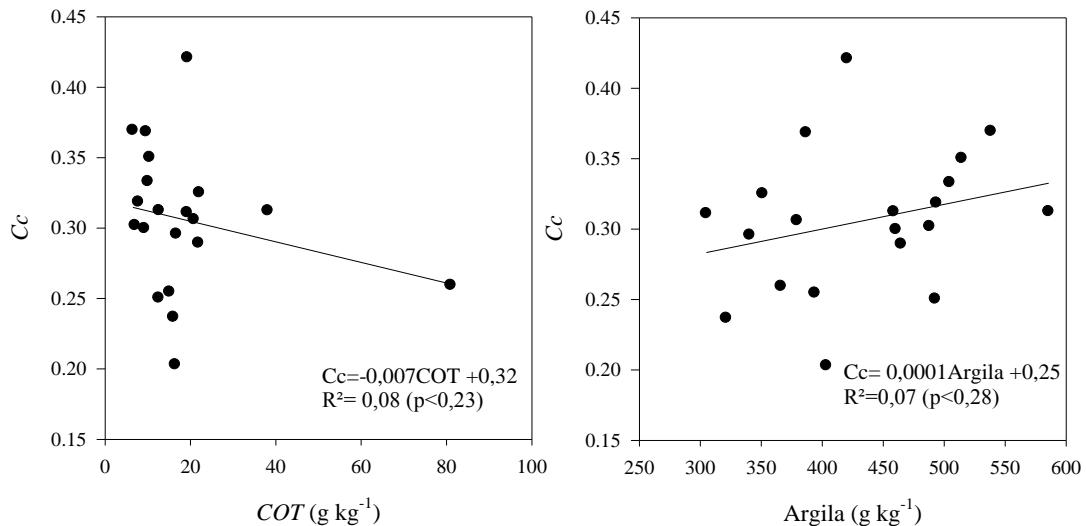 0.45
0.40
0.35
0.30
0.25
0.20
0.15
Cc
Cc=-0,007COT +0,32
R²= 0,08 (p<0,23)
0 20 40 60 80 100
COT (g kg⁻¹)
0.45
0.40
0.35
0.30
0.25
0.20
0.15
Cc
Cc= 0,0001Argila +0,25
R²=0,07 (p<0,28)
250 300 350 400 450 500 550 600
Argila (g kg⁻¹)